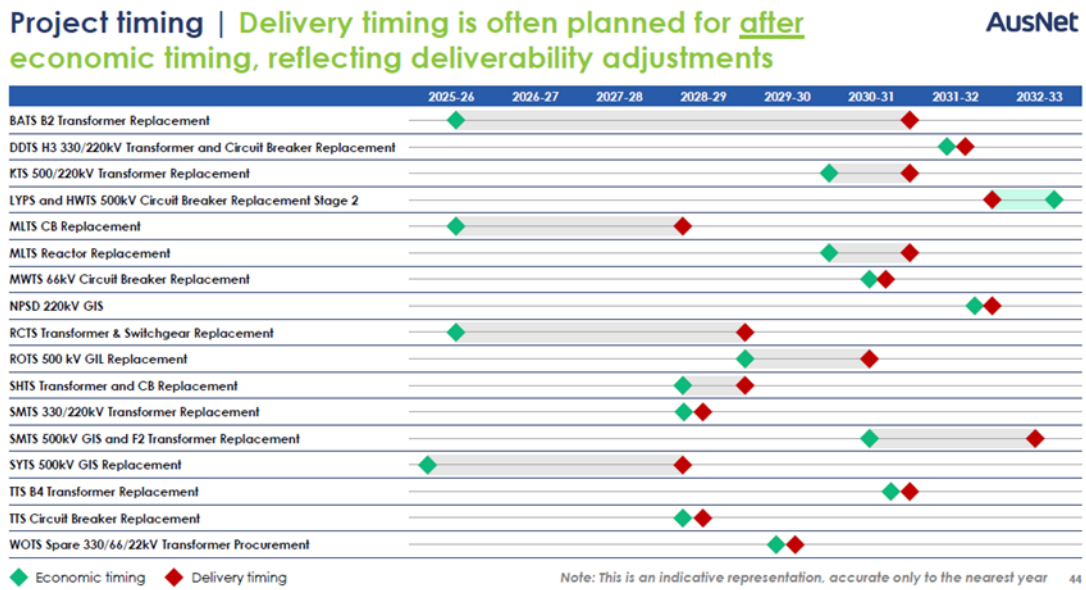 Project timing | Delivery timing is often planned for after
economic timing, reflecting deliverability adjustments
AusNet
2025-26 2026-27 2027-28 2028-29 2029-30 2030-31 2031-32 2032-33
BATS B2 Transformer Replacement
DDTS H3 330/220kV Transformer and Circuit Breaker Replacement
KTS 500/220kV Transformer Replacement
LYPS and HWTS 500kV Circuit Breaker Replacement Stage 2
MLTS CB Replacement
MLTS Reactor Replacement
MWTS 66kV Circuit Breaker Replacement
NPSD 220kV GIS
RCTS Transformer & Switchgear Replacement
ROTS 500 kV GIL Replacement
SHTS Transformer and CB Replacement
SMTS 330/220kV Transformer Replacement
SMTS 500kV GIS and F2 Transformer Replacement
SYTS 500kV GIS Replacement
TTS B4 Transformer Replacement
TTS Circuit Breaker Replacement
WOTS Spare 330/66/22kV Transformer Procurement
Economic timing Delivery timing
Note: This is an indicative representation, accurate only to the nearest year 44